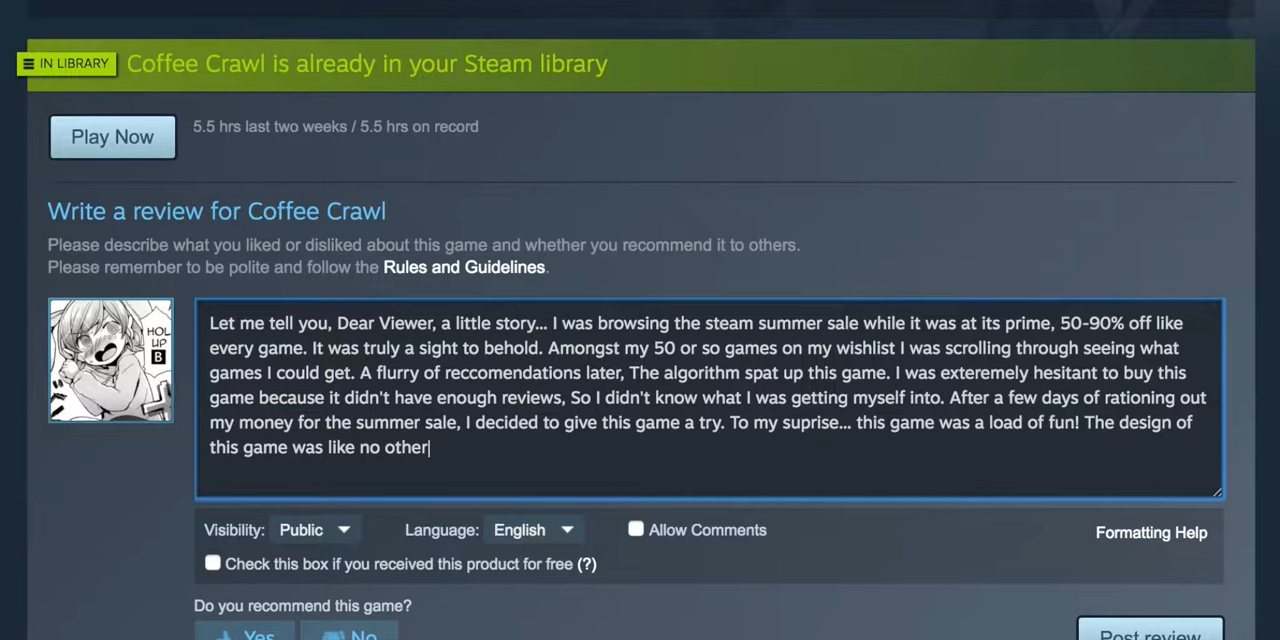 IN LIBRARY
Coffee Crawl is already in your Steam library
Play Now
5.5 hrs last two weeks / 5.5 hrs on record
Write a review for Coffee Crawl
Please describe what you liked or disliked about this game and whether you recommend it to others.
Please remember to be polite and follow the Rules and Guidelines.
HOL
UP
B
Let me tell you, Dear Viewer, a little story... I was browsing the steam summer sale while it was at its prime, 50-90% off like
every game. It was truly a sight to behold. Amongst my 50 or so games on my wishlist I was scrolling through seeing what
games I could get. A flurry of reccomendations later, The algorithm spat up this game. I was exteremely hesitant to buy this
game because it didn't have enough reviews, So I didn't know what I was getting myself into. After a few days of rationing out
my money for the summer sale, I decided to give this game a try. To my suprise... this game was a load of fun! The design of
this game was like no other
Visibility: Public
Language: English
Allow Comments
Formatting Help
Check this box if you received this product for free (?)
Do you recommend this game?
Yes
No
Post review